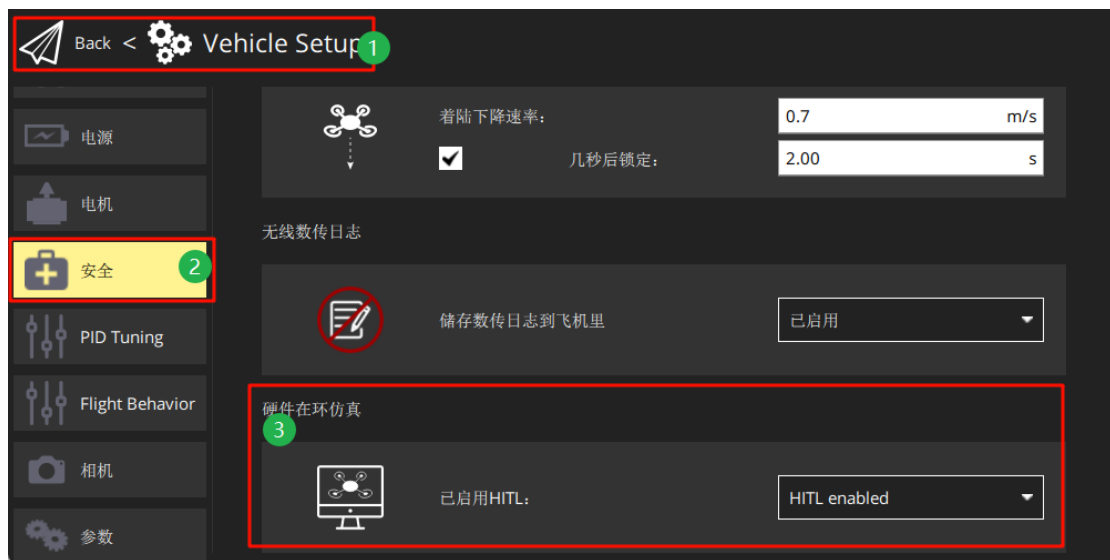 Back < Vehicle Setup
1
着陆下降速率:
0.7 m/s
电源
几秒后锁定:
2.00 s
电机
无线数传日志
安全
2
储存数传日志到飞机里
已启用
PID Tuning
Flight Behavior
硬件在环仿真
3
相机
已启用HITL:
HITL enabled
参数